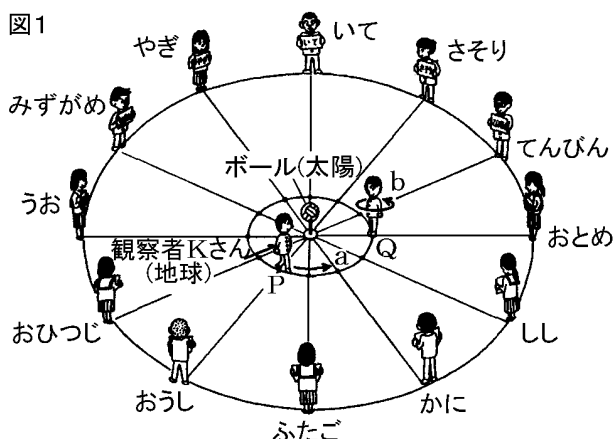 図1
いて
やぎ
さそり
みずがめ
てんびん
ボール(太陽)
b
うお
おとめ
観察者Kさん
(地球)
a
Q
P
おひつじ
しし
おうし
かに
ふたご